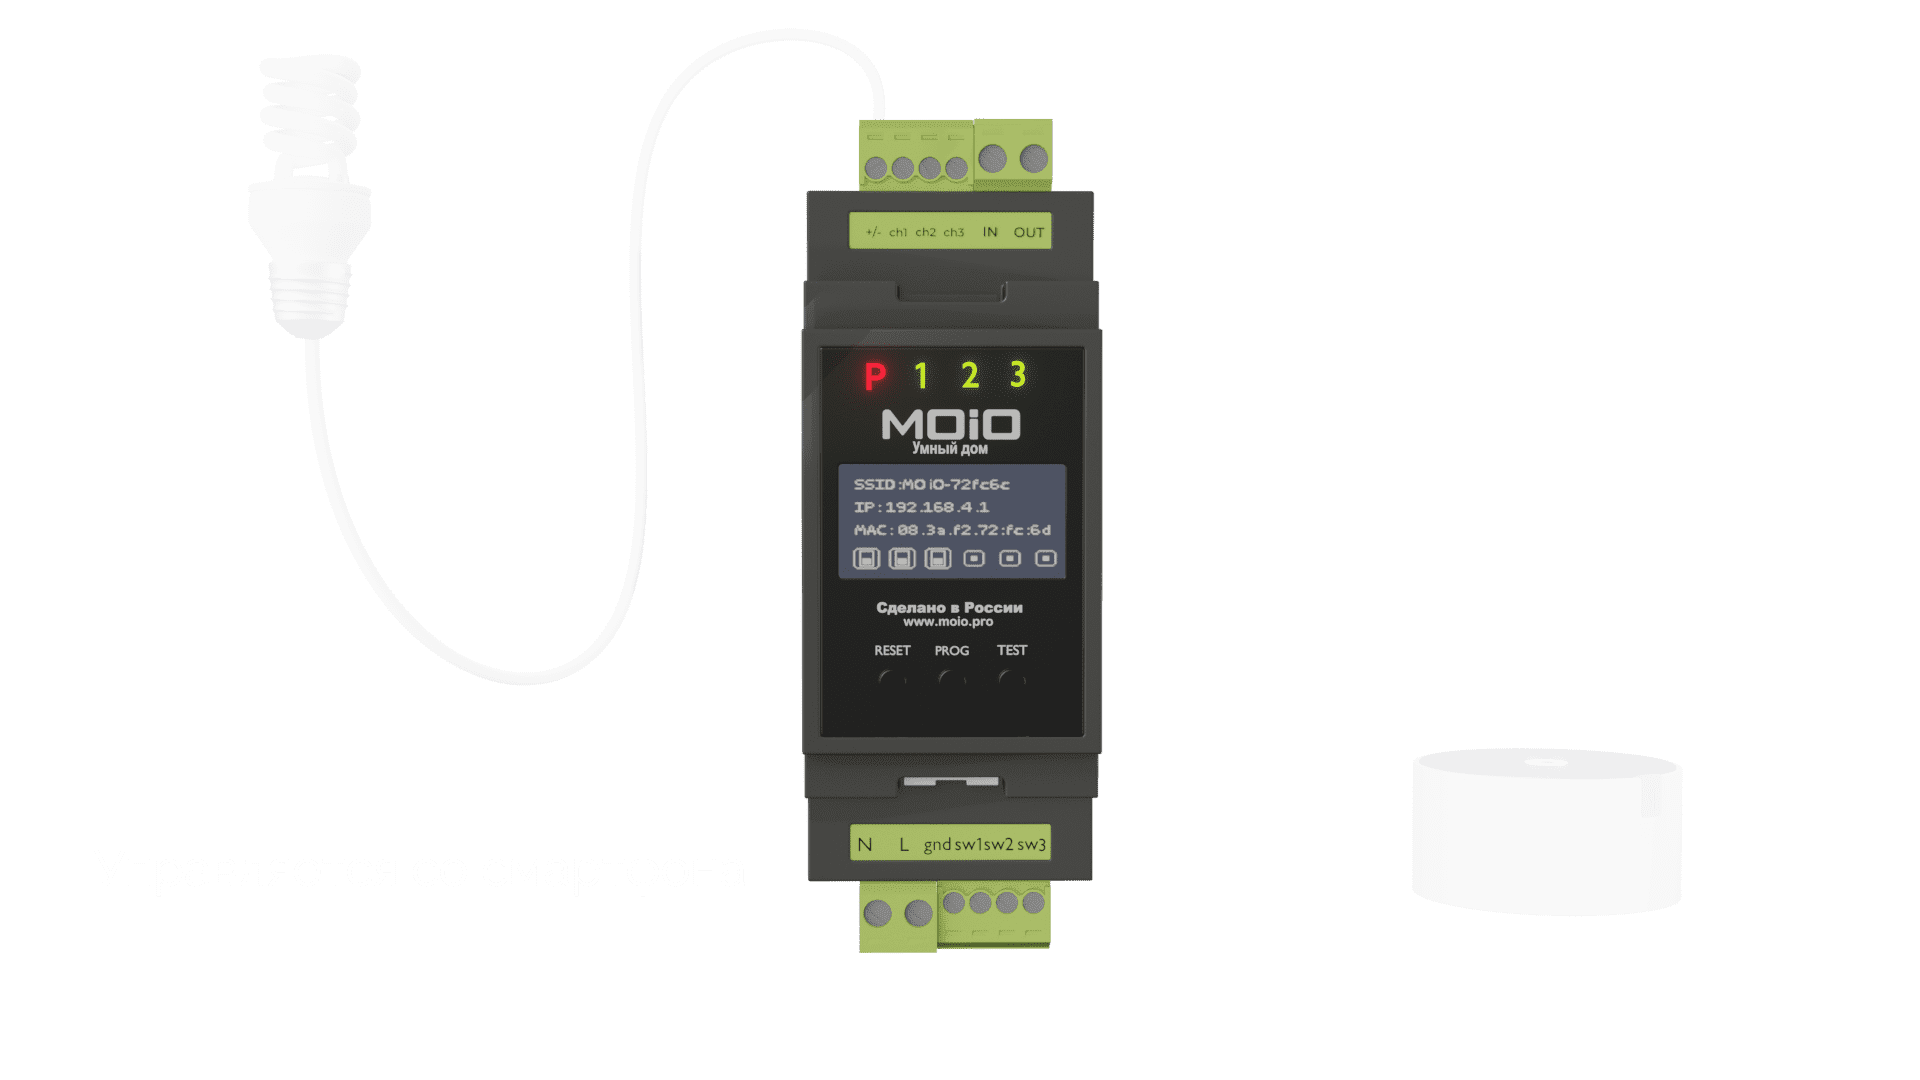 +/- ch1 ch2 ch3 IN OUT
P 1 2 3
MOiO
Умный дом
SSID:MOiO-72fc6c
IP:192.168.4.1
MAC:08.3a.f2.72:fc:6d
Сделано в России
www.moio.pro
RESET PROG TEST
N L gnd sw1 sw2 sw3